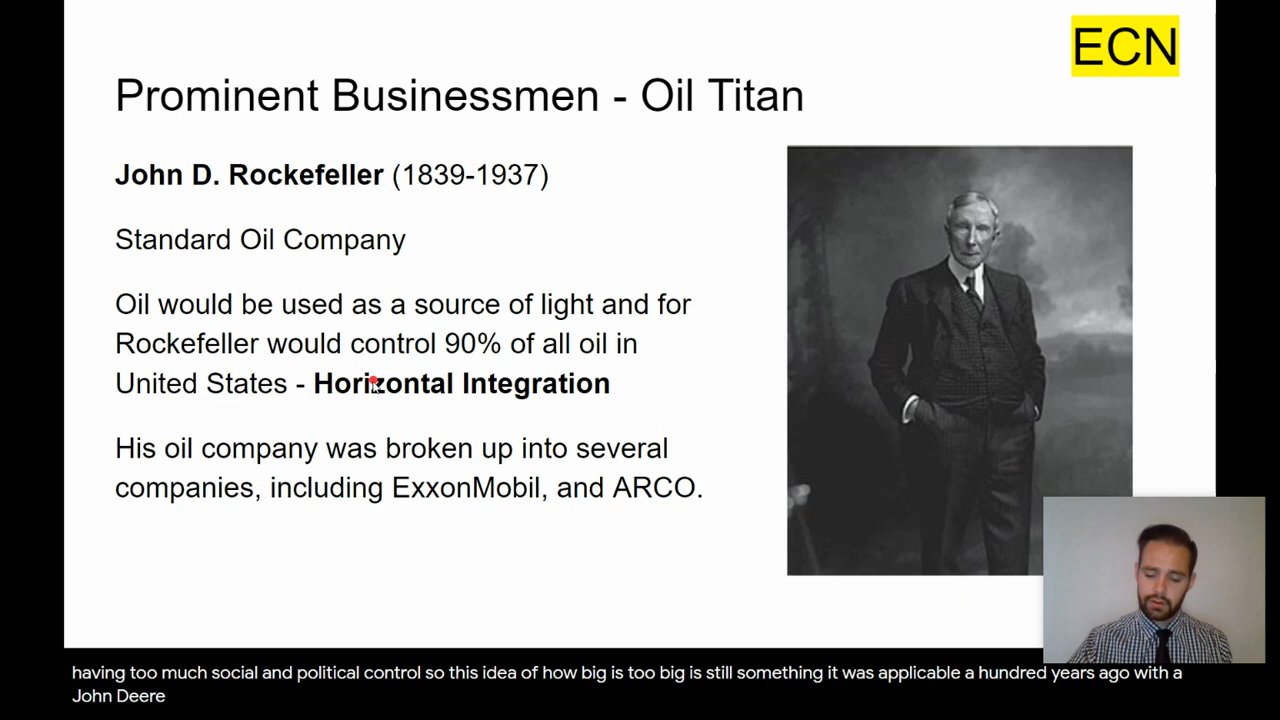 ECN
Prominent Businessmen - Oil Titan
John D. Rockefeller (1839-1937)
Standard Oil Company
Oil would be used as a source of light and for
Rockefeller would control 90% of all oil in
United States - Horizontal Integration
His oil company was broken up into several
companies, including ExxonMobil, and ARCO.
having too much social and political control so this idea of how big is too big is still something it was applicable a hundred years ago with a
John Deere